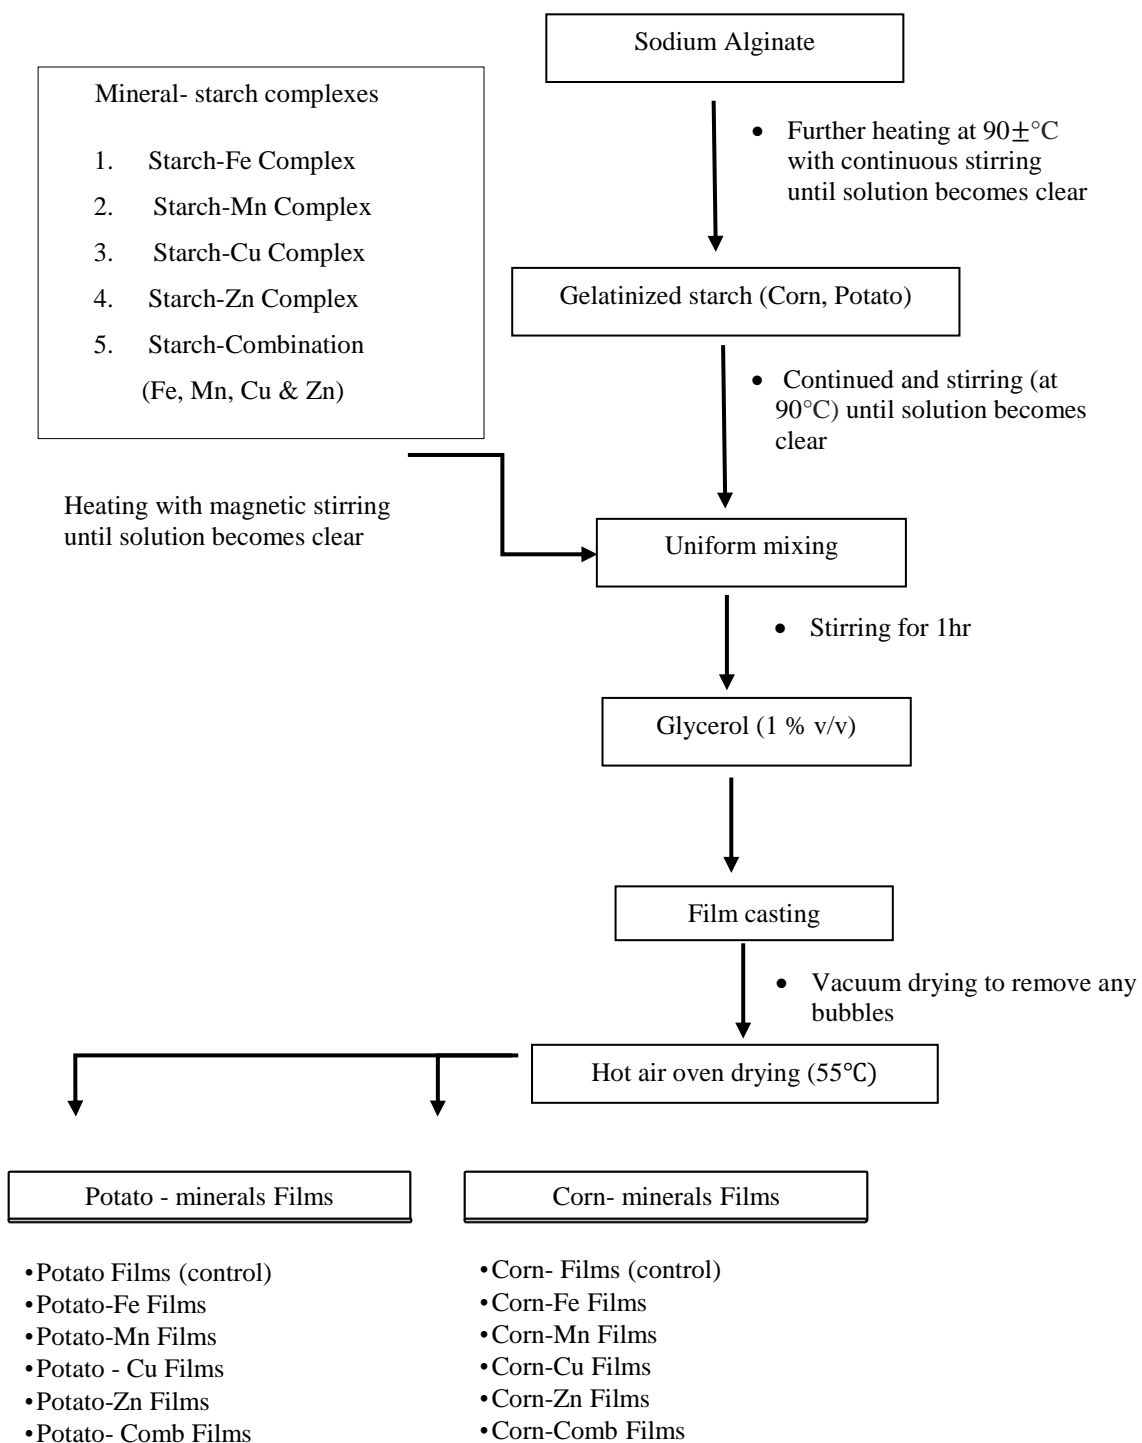 Sodium Alginate
Mineral- starch complexes
1. Starch-Fe Complex
2. Starch-Mn Complex
3. Starch-Cu Complex
4. Starch-Zn Complex
5. Starch-Combination
(Fe, Mn, Cu & Zn)
• Further heating at 90±°C
with continuous stirring
until solution becomes clear
Gelatinized starch (Corn, Potato)
• Continued and stirring (at
90°C) until solution becomes
clear
Heating with magnetic stirring
until solution becomes clear
Uniform mixing
• Stirring for 1hr
Glycerol (1 % v/v)
Film casting
• Vacuum drying to remove any
bubbles
Hot air oven drying (55℃)
Potato - minerals Films
•Potato Films (control)
•Potato-Fe Films
•Potato-Mn Films
•Potato - Cu Films
•Potato-Zn Films
•Potato- Comb Films
Corn- minerals Films
•Corn- Films (control)
•Corn-Fe Films
•Corn-Mn Films
•Corn-Cu Films
•Corn-Zn Films
•Corn-Comb Films